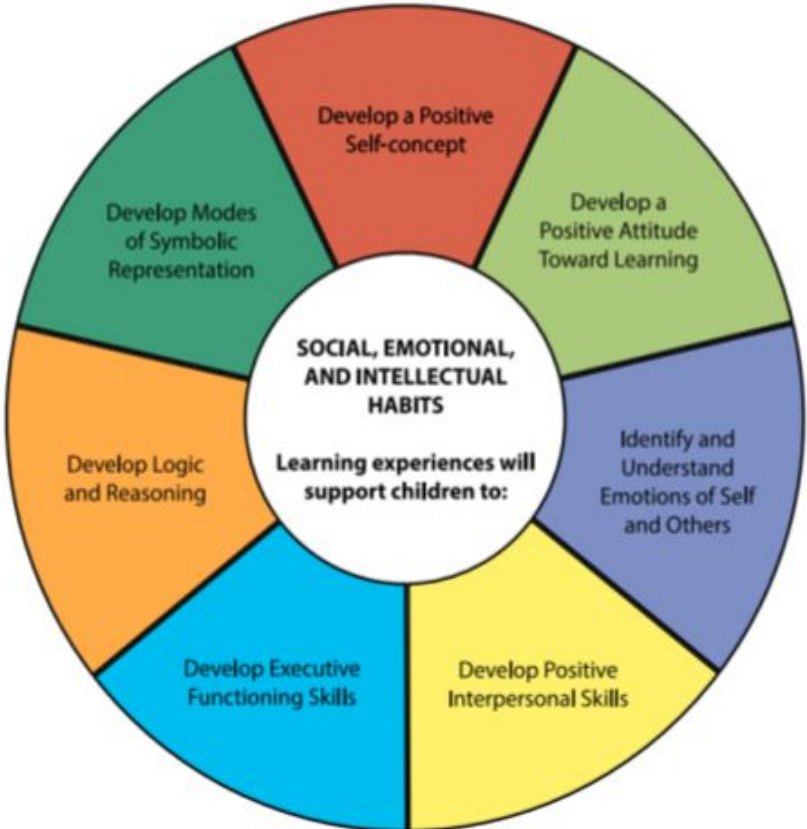 SOCIAL, EMOTIONAL,
AND INTELLECTUAL
HABITS
Learning experiences will
support children to:
Develop a Positive
Self-concept
Develop a
Positive Attitude
Toward Learning
Identify and
Understand
Emotions of Self
and Others
Develop Positive
Interpersonal Skills
Develop Executive
Functioning Skills
Develop Logic
and Reasoning
Develop Modes
of Symbolic
Representation